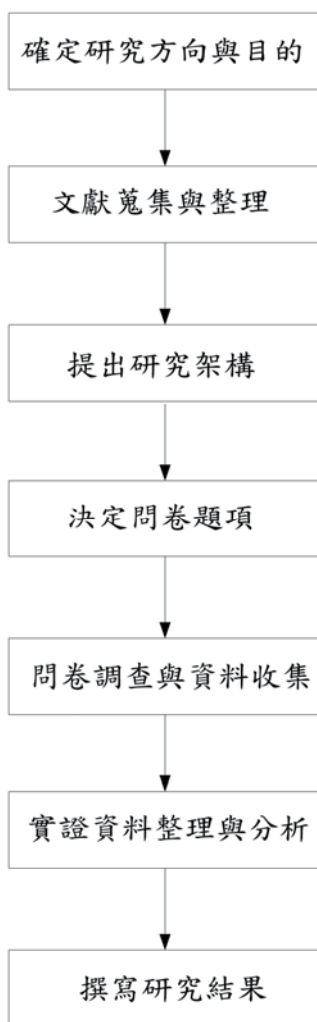 確定研究方向與目的
文獻蒐集與整理
提出研究架構
決定問卷題項
問卷調查與資料收集
實證資料整理與分析
撰寫研究結果